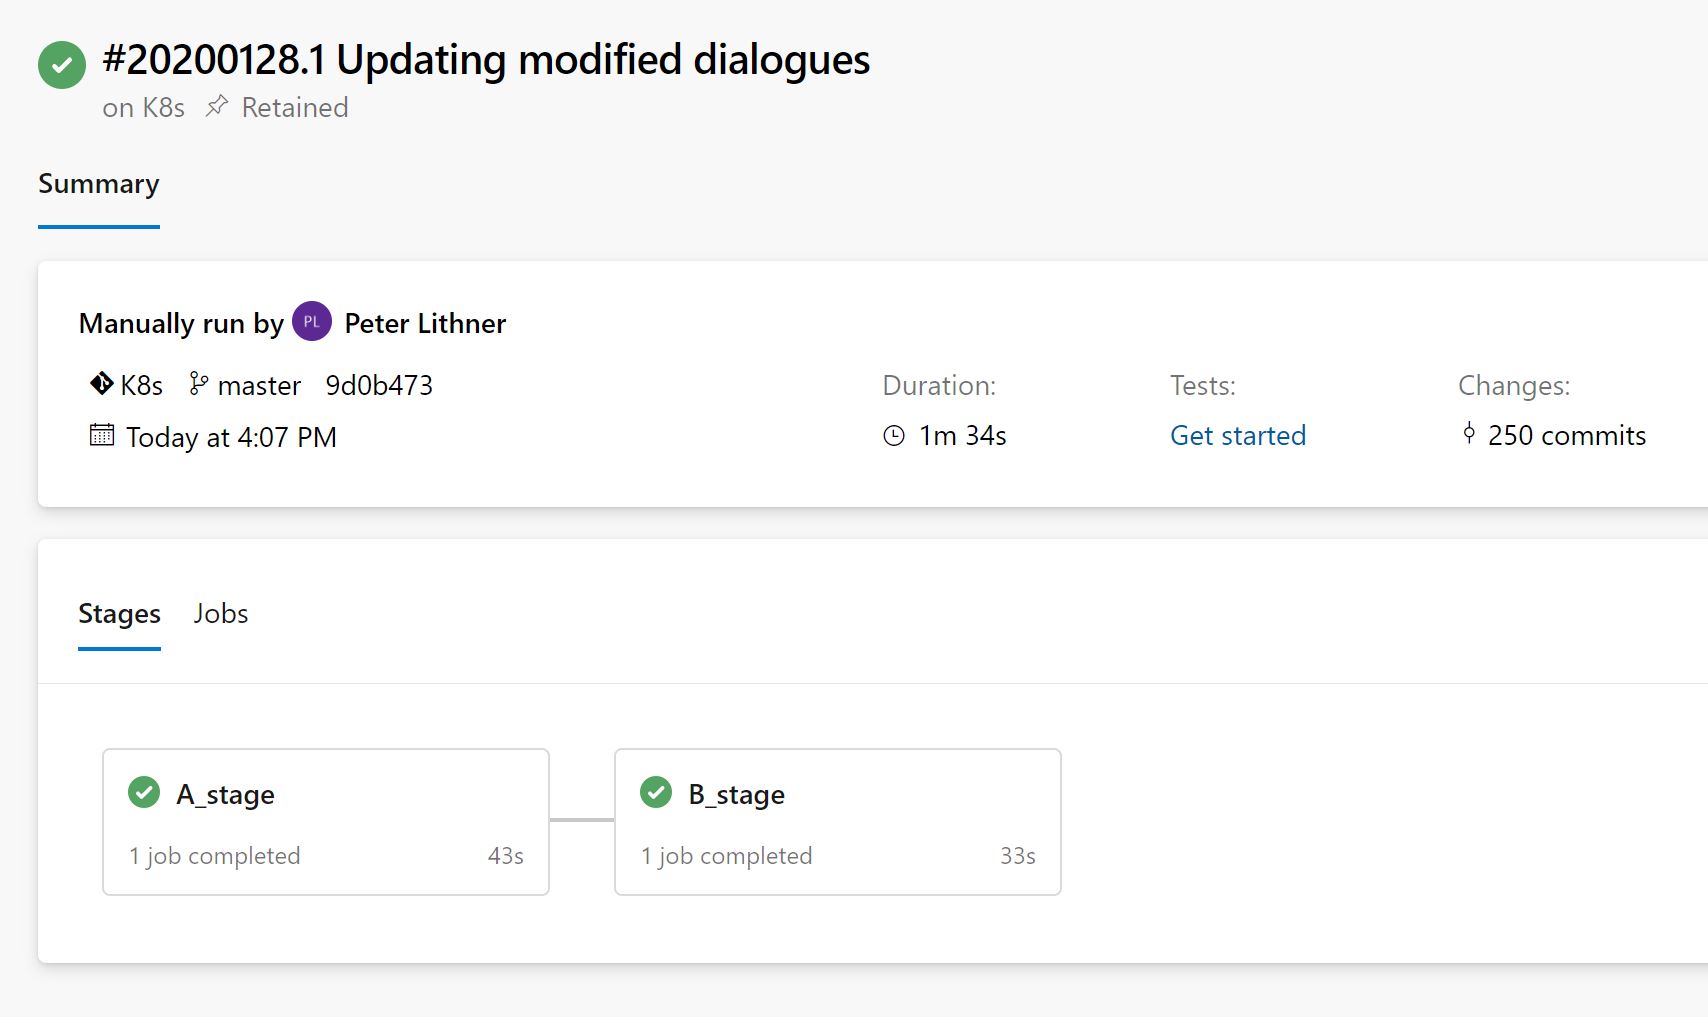 #20200128.1 Updating modified dialogues
on K8s Retained
Summary
Manually run by PL Peter Lithner
K8s master 9d0b473
Today at 4:07 PM
Duration:
1m 34s
Tests:
Get started
Changes:
250 commits
Stages Jobs
A_stage
1 job completed 43s
B_stage
1 job completed 33s